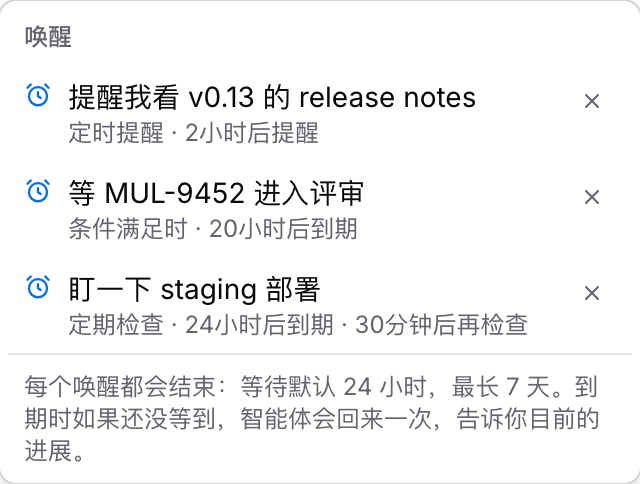 唤醒
提醒我看 v0.13 的 release notes
定时提醒 · 2小时后提醒
等 MUL-9452 进入评审
条件满足时 · 20小时后到期
盯一下 staging 部署
定期检查 · 24小时后到期 · 30分钟后再检查
每个唤醒都会结束：等待默认 24 小时，最长 7 天。到
期时如果还没等到，智能体会回来一次，告诉你目前的
进展。